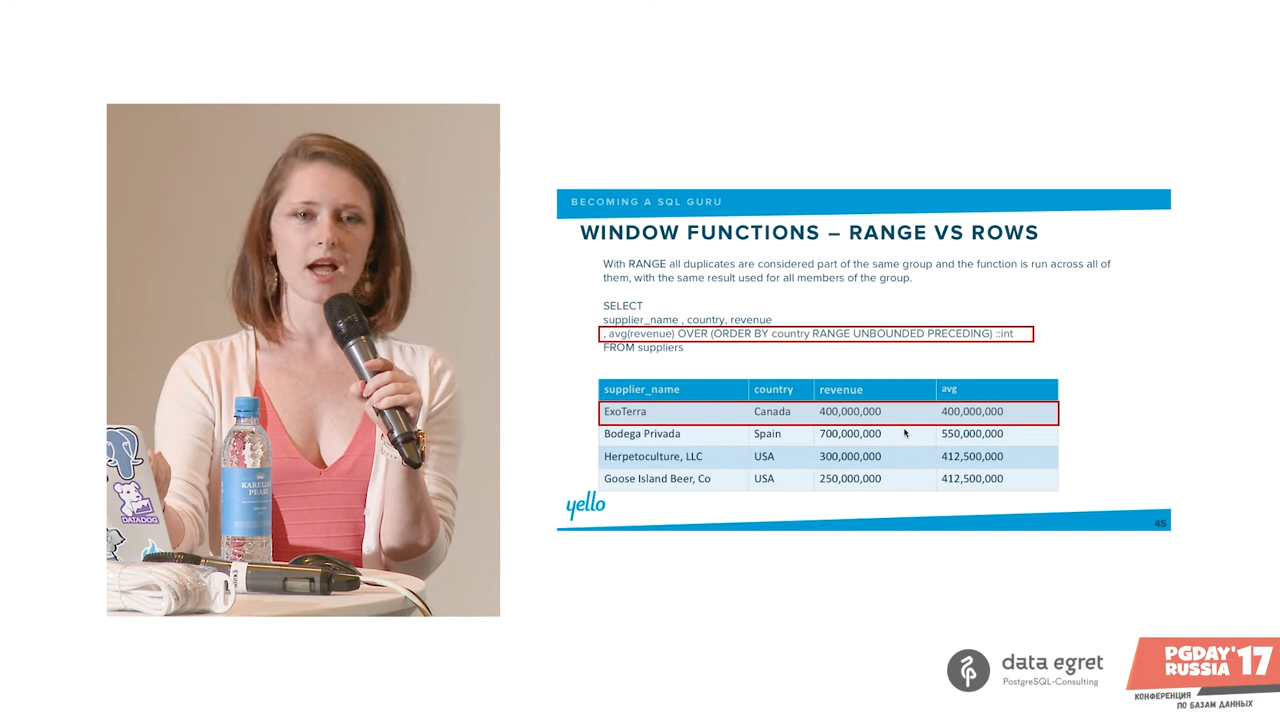 BECOMING A SQL GURU
WINDOW FUNCTIONS – RANGE VS ROWS
With RANGE all duplicates are considered part of the same group and the function is run across all of
them, with the same result used for all members of the group.
SELECT
supplier_name , country, revenue
, avg(revenue) OVER (ORDER BY country RANGE UNBOUNDED PRECEDING) ::int
FROM suppliers
supplier_name country revenue avg
ExoTerra Canada 400,000,000 400,000,000
Bodega Privada Spain 700,000,000 550,000,000
Herpetoculture, LLC USA 300,000,000 412,500,000
Goose Island Beer, Co USA 250,000,000 412,500,000
yello
45
DATADOG
data egret
PostgreSQL-Consulting
PGDAY'17
RUSSIA
КОНФЕРЕНЦИЯ
ПО БАЗАМ ДАННЫХ